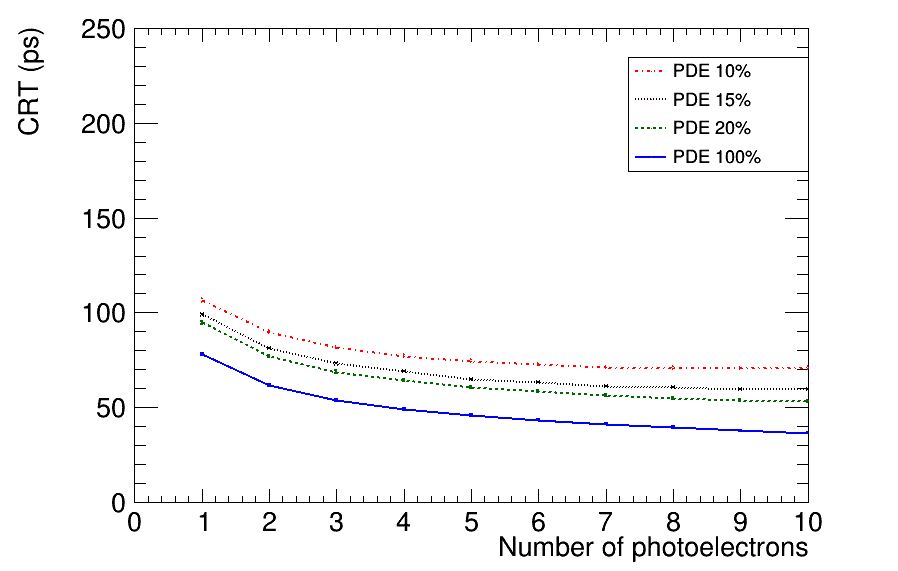 CRT (ps)
250
200
150
100
50
0
PDE 10%
PDE 15%
PDE 20%
PDE 100%
0 1 2 3 4 5 6 7 8 9 10
Number of photoelectrons